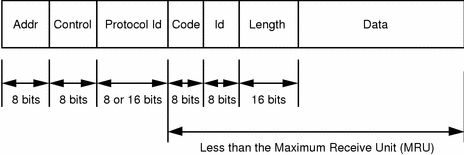 Addr Control Protocol Id Code Id Length Data
8 bits 8 bits 8 or 16 bits 8 bits 8 bits 16 bits
Less than the Maximum Receive Unit (MRU)